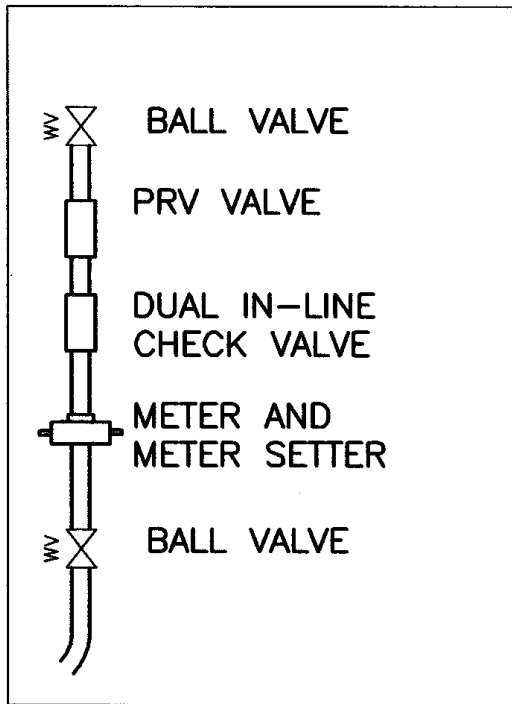 WV
BALL VALVE
PRV VALVE
DUAL IN-LINE
CHECK VALVE
METER AND
METER SETTER
WV
BALL VALVE